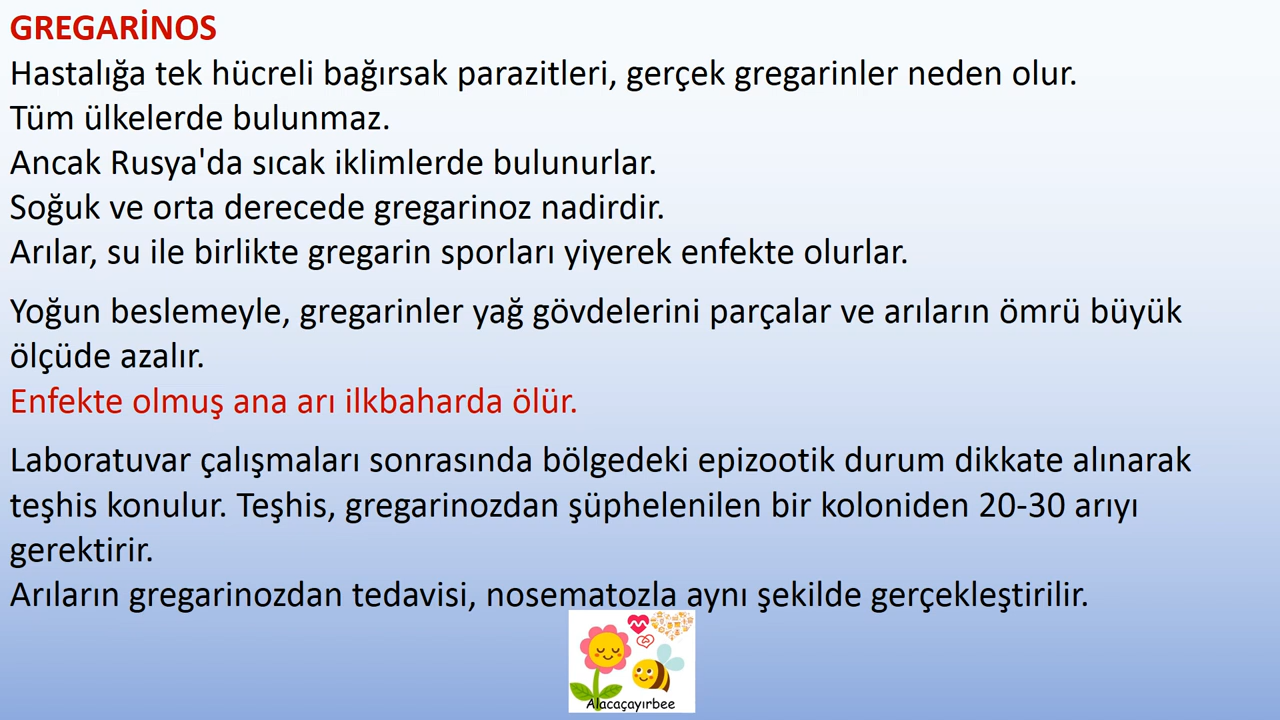 GREGARİNOS
Hastalığa tek hücreli bağırsak parazitleri, gerçek gregarinler neden olur.
Tüm ülkelerde bulunmaz.
Ancak Rusya'da sıcak iklimlerde bulunurlar.
Soğuk ve orta derecede gregarinoz nadirdir.
Arılar, su ile birlikte gregarin sporları yiyerek enfekte olurlar.
Yoğun beslemeyle, gregarinler yağ gövdelerini parçalar ve arıların ömrü büyük
ölçüde azalır.
Enfekte olmuş ana arı ilkbaharda ölür.
Laboratuvar çalışmaları sonrasında bölgedeki epizootik durum dikkate alınarak
teşhis konulur. Teşhis, gregarinozdan şüphelenilen bir koloniden 20-30 arıyı
gerektirir.
Arıların gregarinozdan tedavisi, nosematozla aynı şekilde gerçekleştirilir.
Alacaçayırbee